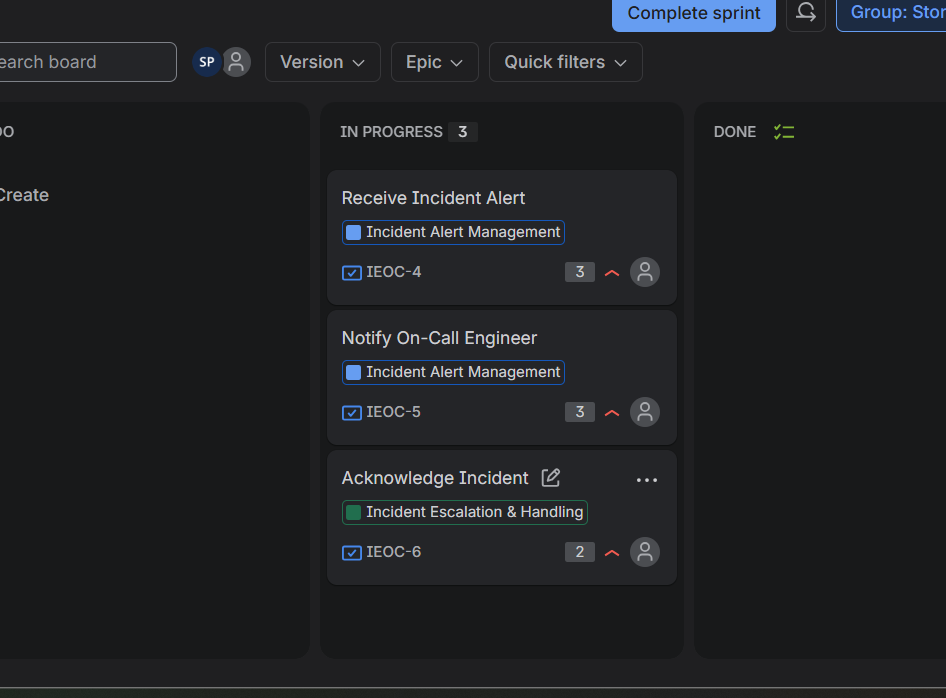 Complete sprint
Group: Stor
earch board
SP
Version
Epic
Quick filters
DO
IN PROGRESS 3
DONE
Create
Receive Incident Alert
Incident Alert Management
IEOC-4
3
Notify On-Call Engineer
Incident Alert Management
IEOC-5
3
Acknowledge Incident
Incident Escalation & Handling
IEOC-6
2